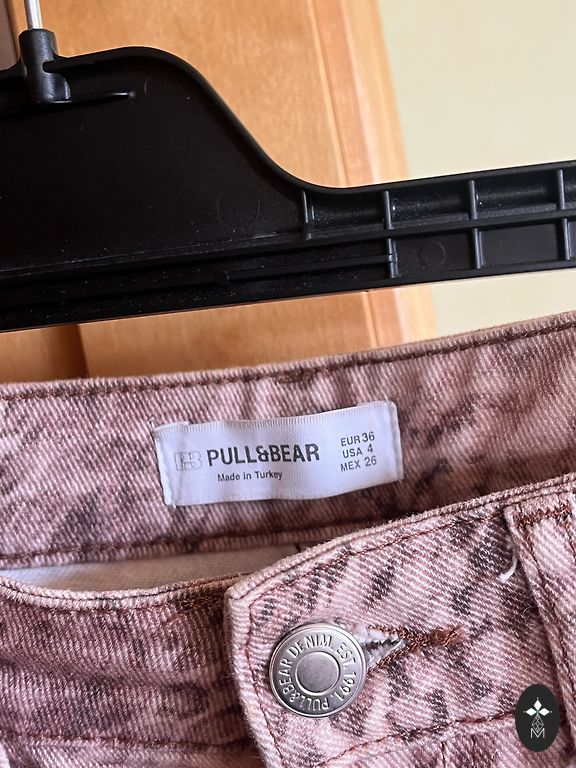 PULL&BEAR
Made in Turkey
EUR 36
USA 4
MEX 26
PULL&BEAR DENIM. EST. 1991.